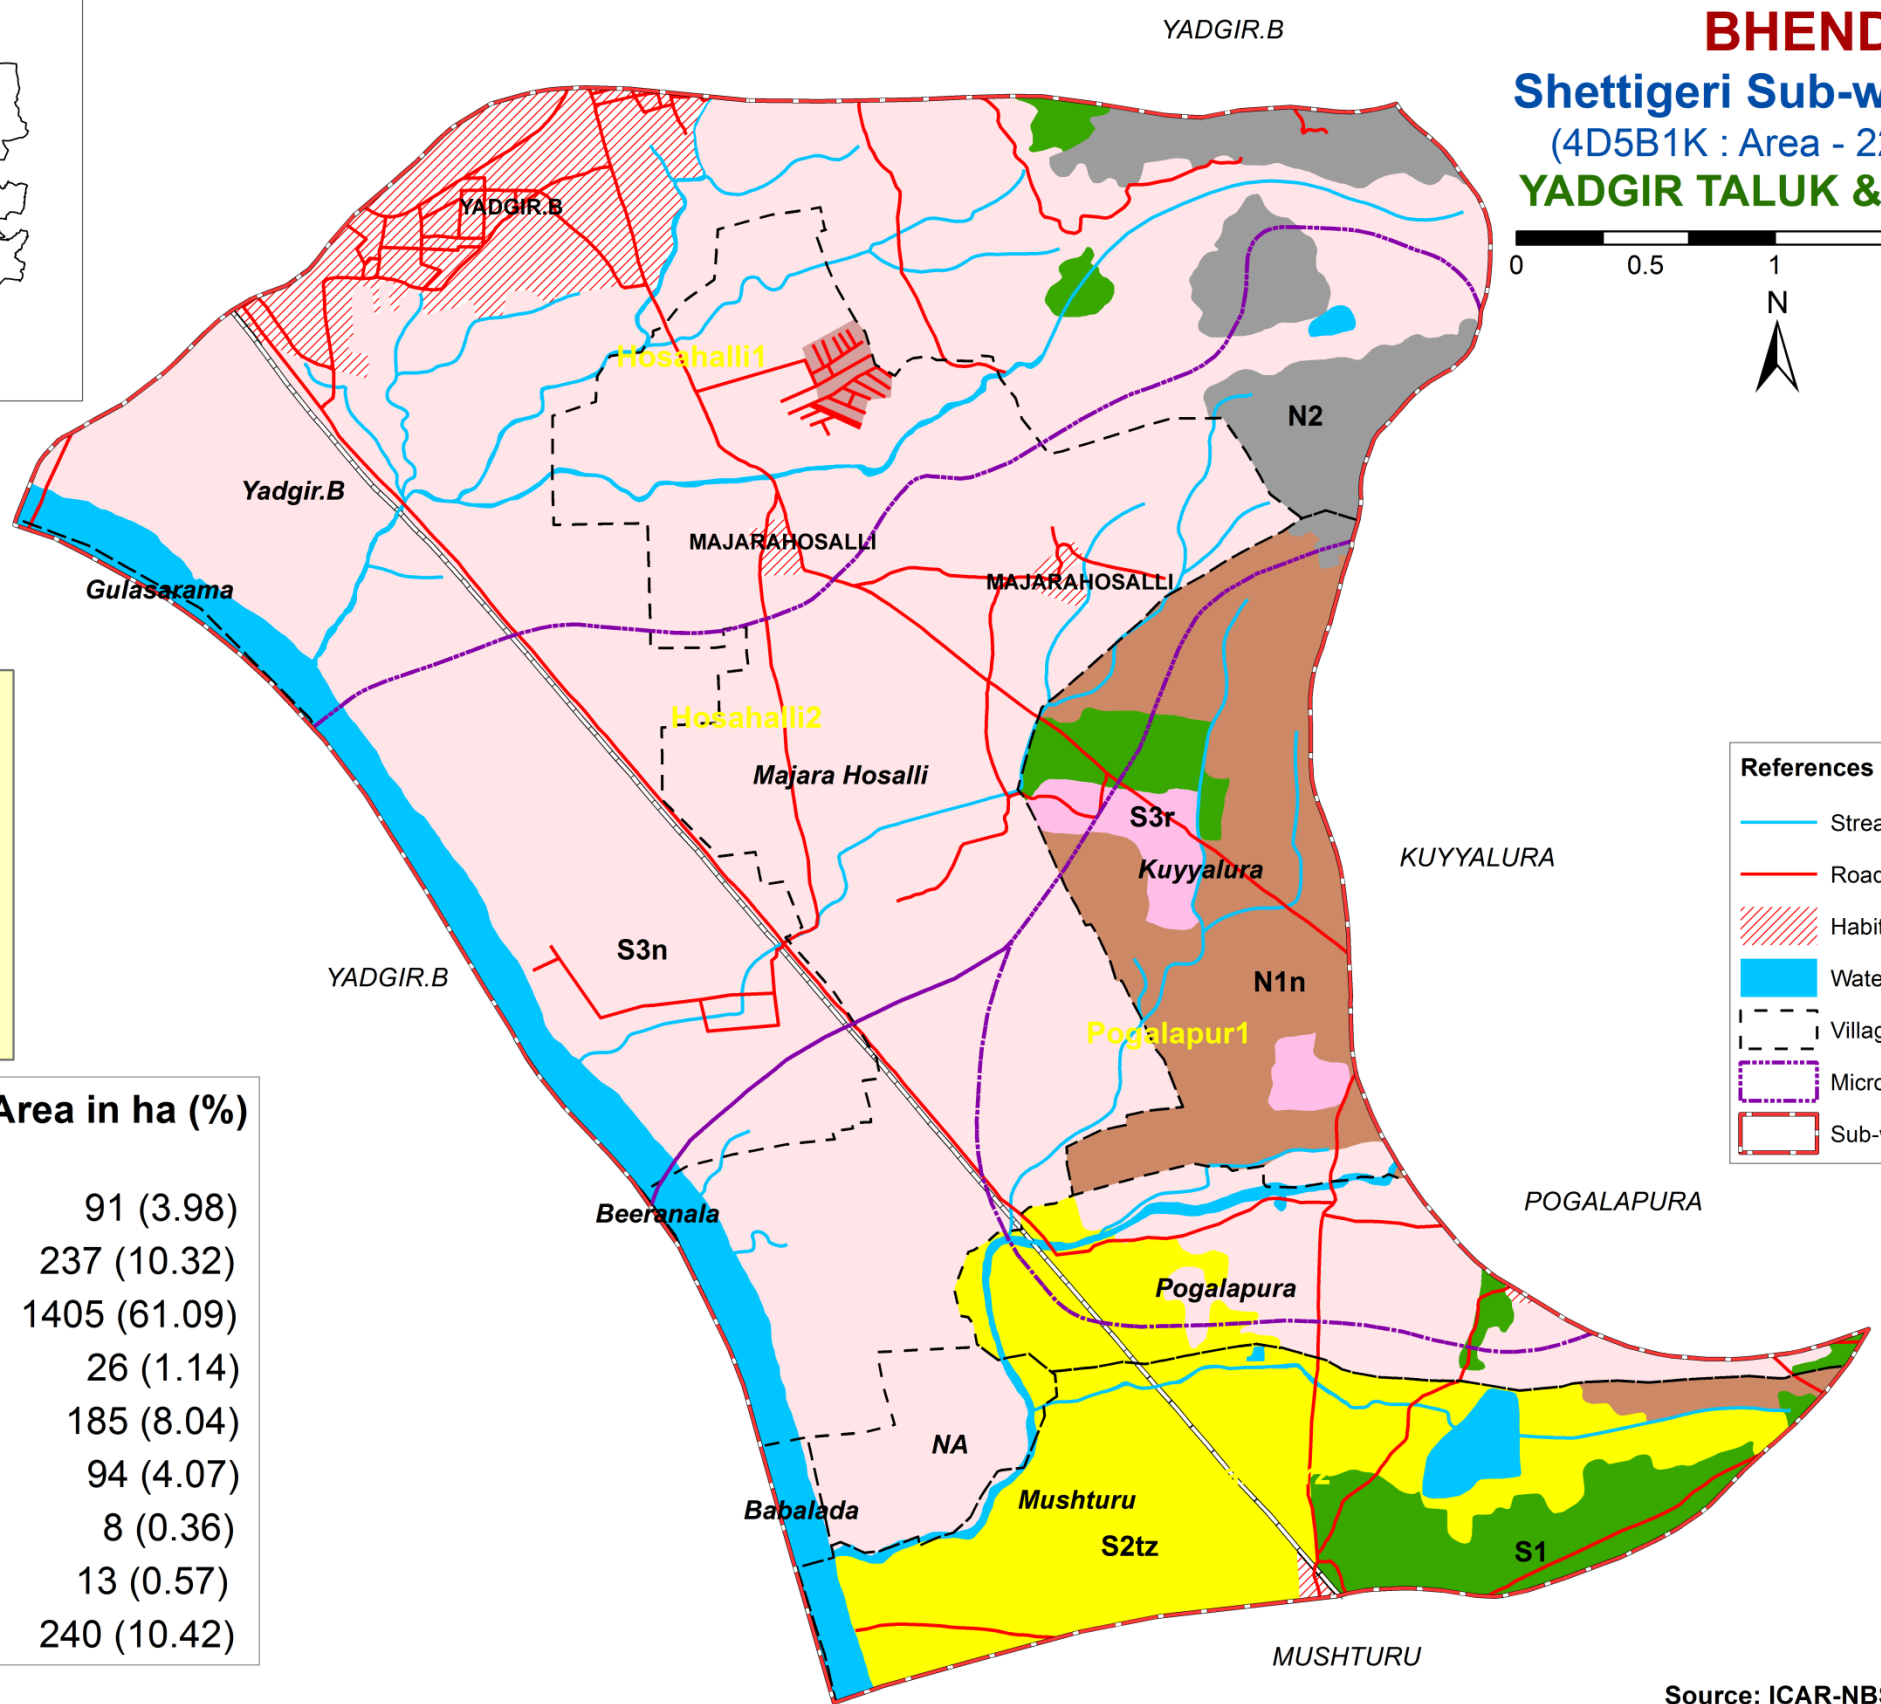 YADGIR.B
BHEND
Shettigeri Sub-w
(4D5B1K : Area - 22
YADGIR TALUK &
0 0.5 1
N
YADGIR.B
Hosahalli1
N2
Yadgir.B
MAJARAHOSALLI
MAJARAHOSALLI
Gulasarama
Hosahalli2
Majara Hosalli
S3r
Kuyyalura
KUYYALURA
References
Strea
Road
Habit
Wate
Villag
Micro
Sub-w
S3n
YADGIR.B
N1n
Pogalapur1
Area in ha (%)
91 (3.98)
237 (10.32)
1405 (61.09)
26 (1.14)
185 (8.04)
94 (4.07)
8 (0.36)
13 (0.57)
240 (10.42)
Beeranala
POGALAPURA
Pogalapura
NA
Babalada
Mushturu
S2tz
S1
MUSHTURU
Source: ICAR-NBS